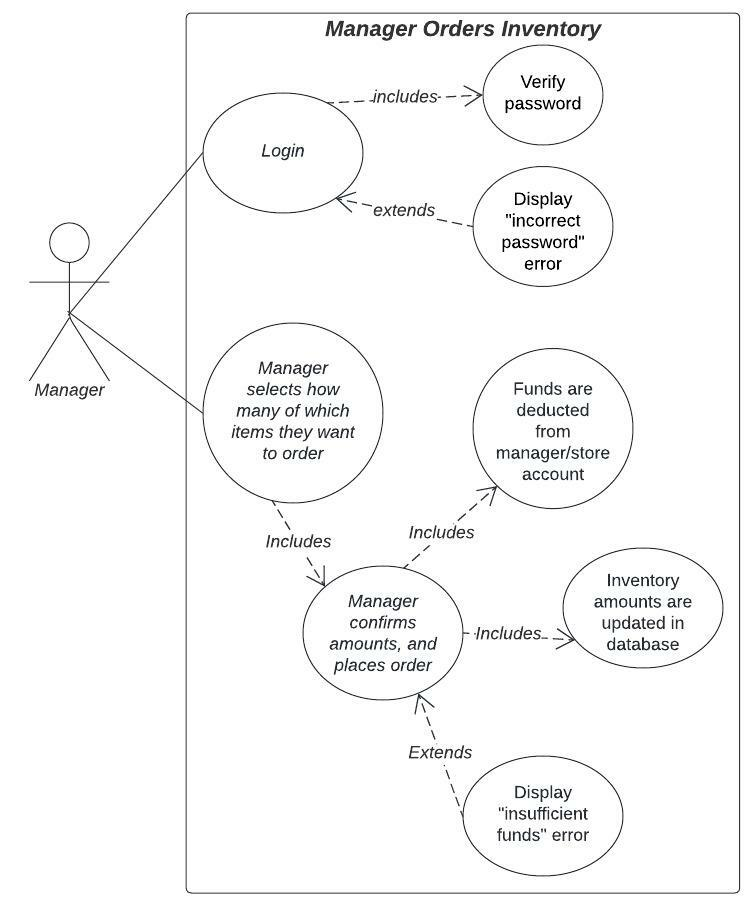 Manager Orders Inventory
Verify
password
includes
Login
Display
"incorrect
password"
error
extends
Manager
Manager
selects how
many of which
items they want
to order
Funds are
deducted
from
manager/store
account
Includes
Includes
Manager
confirms
amounts, and
places order
Includes
Inventory
amounts are
updated in
database
Extends
Display
"insufficient
funds" error